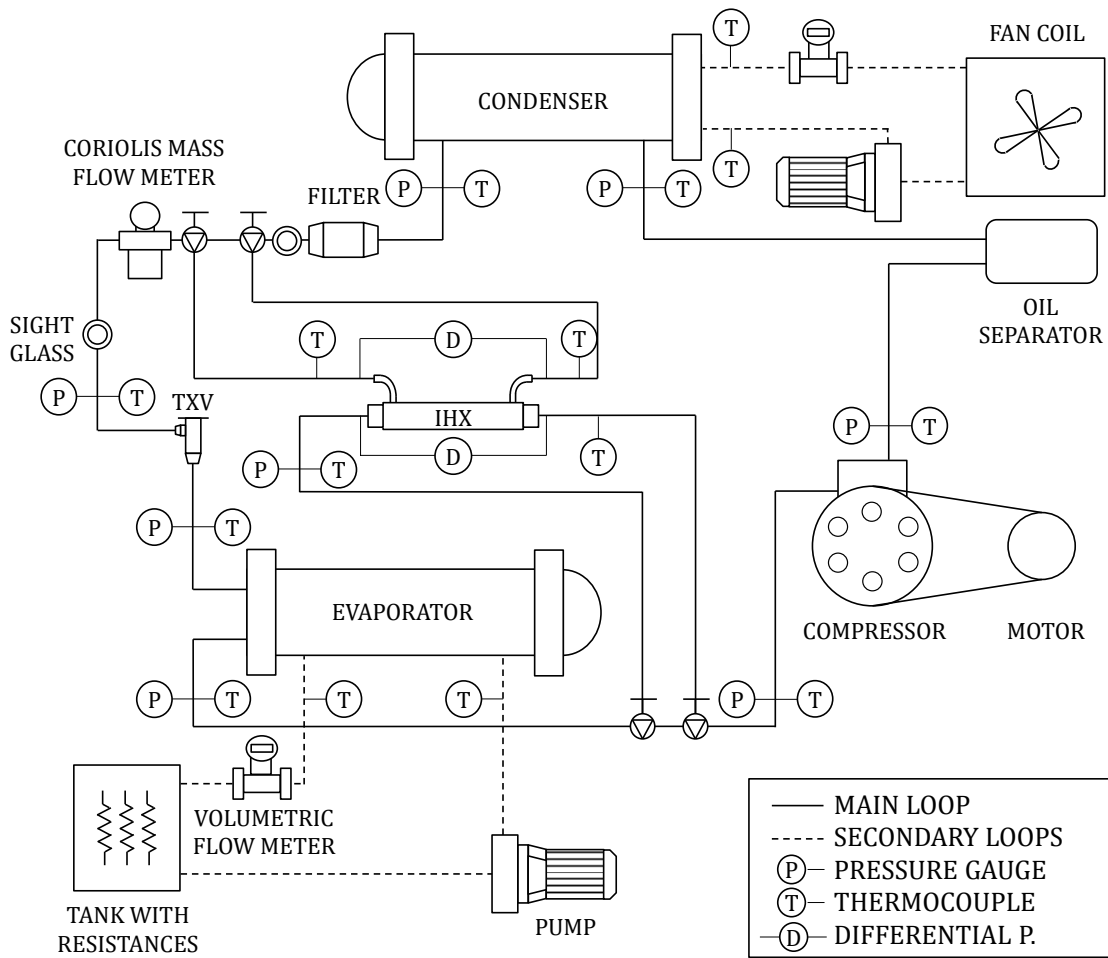 T
FAN COIL
CONDENSER
T
CORIOLIS MASS
FLOW METER
P
T
P
T
FILTER
OIL
SEPARATOR
SIGHT
GLASS
T
D
T
P
T
TXV
IHX
P
T
D
T
P
T
P
T
EVAPORATOR
COMPRESSOR
MOTOR
P
T
T
T
P
T
VOLUMETRIC
FLOW METER
TANK WITH
RESISTANCES
PUMP
MAIN LOOP
SECONDARY LOOPS
P PRESSURE GAUGE
T THERMOCOUPLE
D DIFFERENTIAL P.